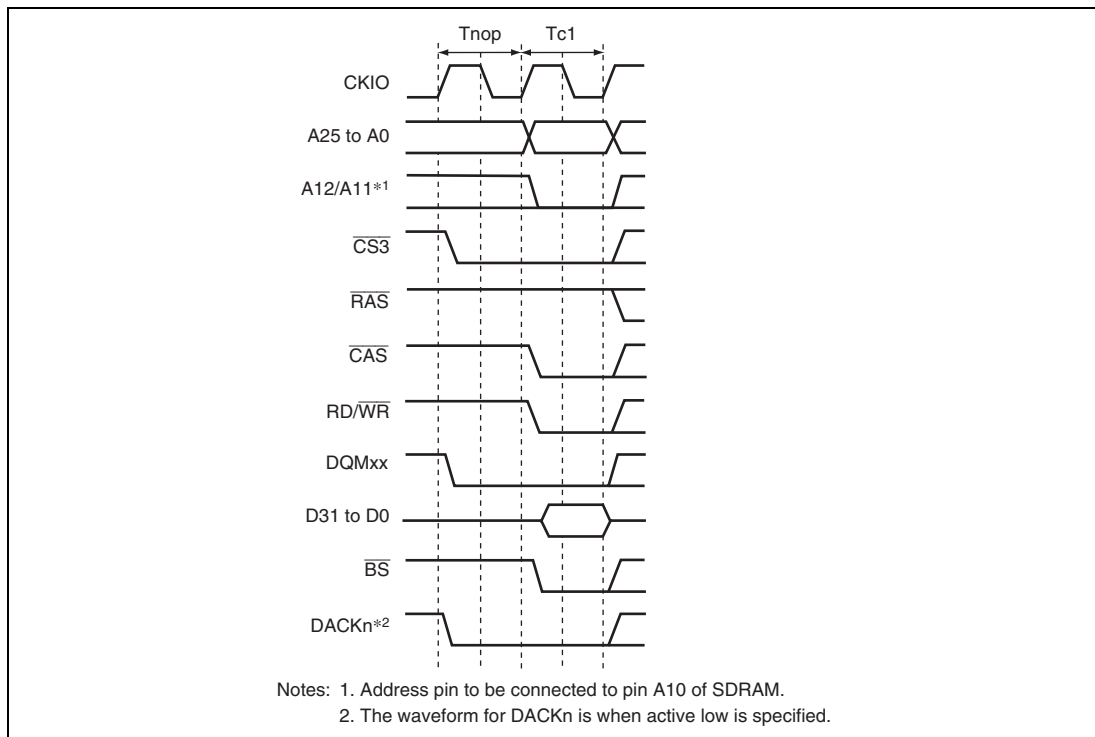 Tnop Tc1
CKIO
A25 to A0
A12/A11*1
CS3
RAS
CAS
RD/WR
DQMxx
D31 to D0
BS
DACKn*2
Notes: 1. Address pin to be connected to pin A10 of SDRAM.
2. The waveform for DACKn is when active low is specified.